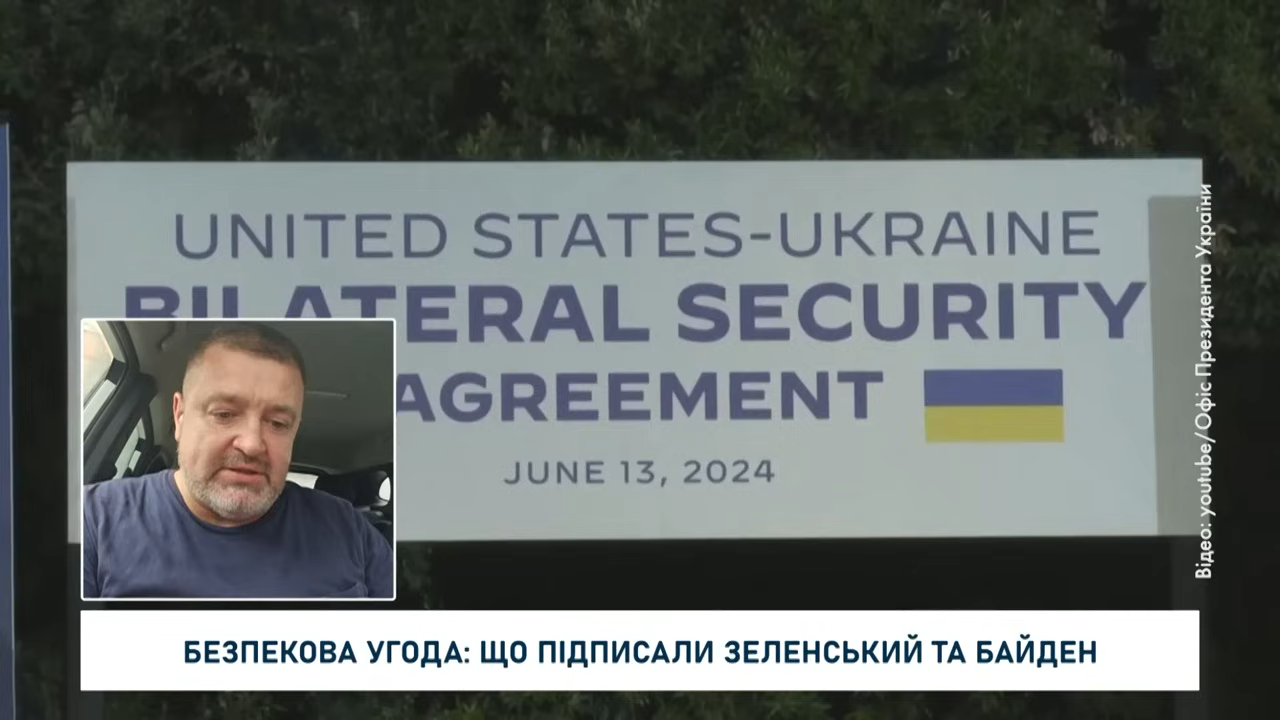 UNITED STATES-UKRAINE
BILATERAL SECURITY
AGREEMENT
JUNE 13, 2024
Відео: youtube/Офіс Президента України
БЕЗПЕКОВА УГОДА: ЩО ПІДПИСАЛИ ЗЕЛЕНСЬКИЙ ТА БАЙДЕН